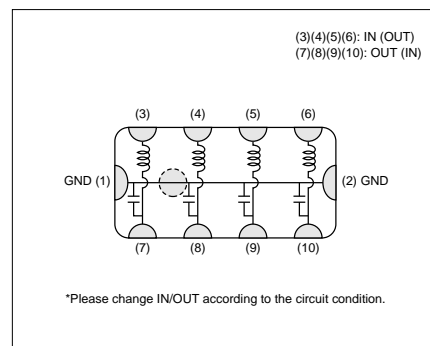 (3)(4)(5)(6): IN (OUT)
(7)(8)(9)(10): OUT (IN)
(3) (4) (5) (6)
GND (1) (2) GND
(7) (8) (9) (10)
*Please change IN/OUT according to the circuit condition.